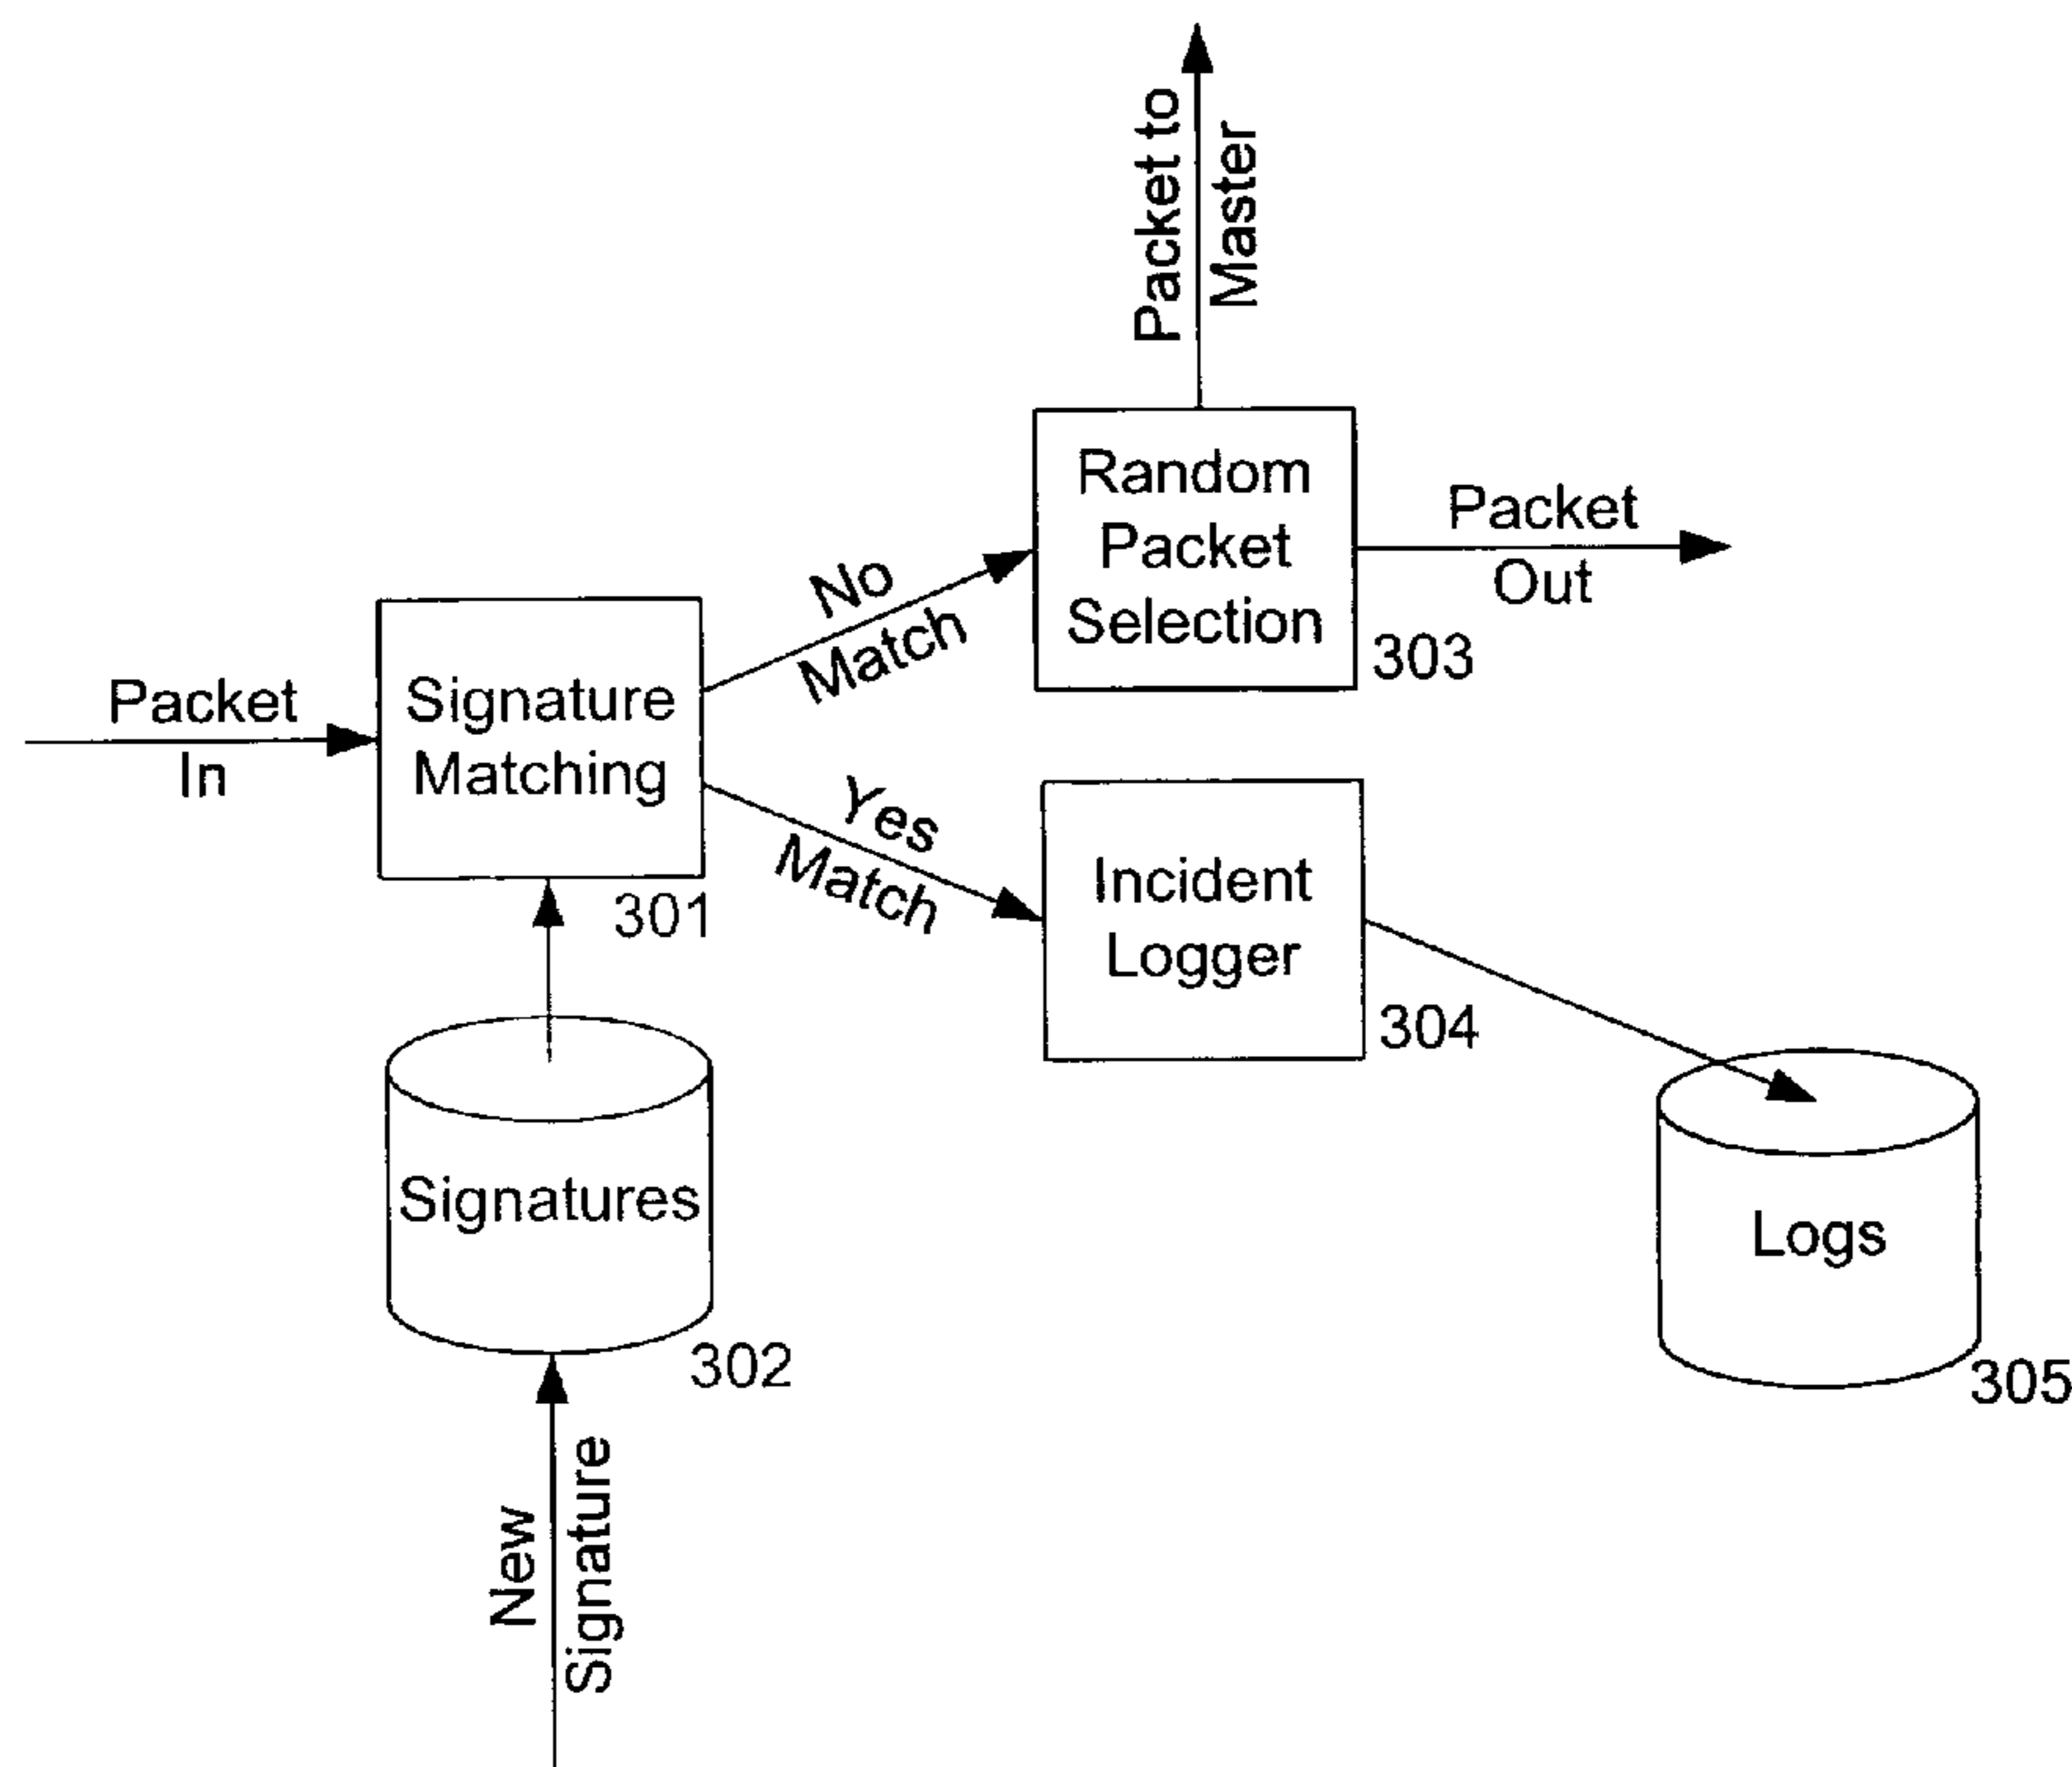 Packet to
Master
Random
Packet
Selection
303
Packet
Out
No
Match
Packet
In
Signature
Matching
301
Yes
Match
Incident
Logger
304
Signatures
302
Logs
305
New
Signature